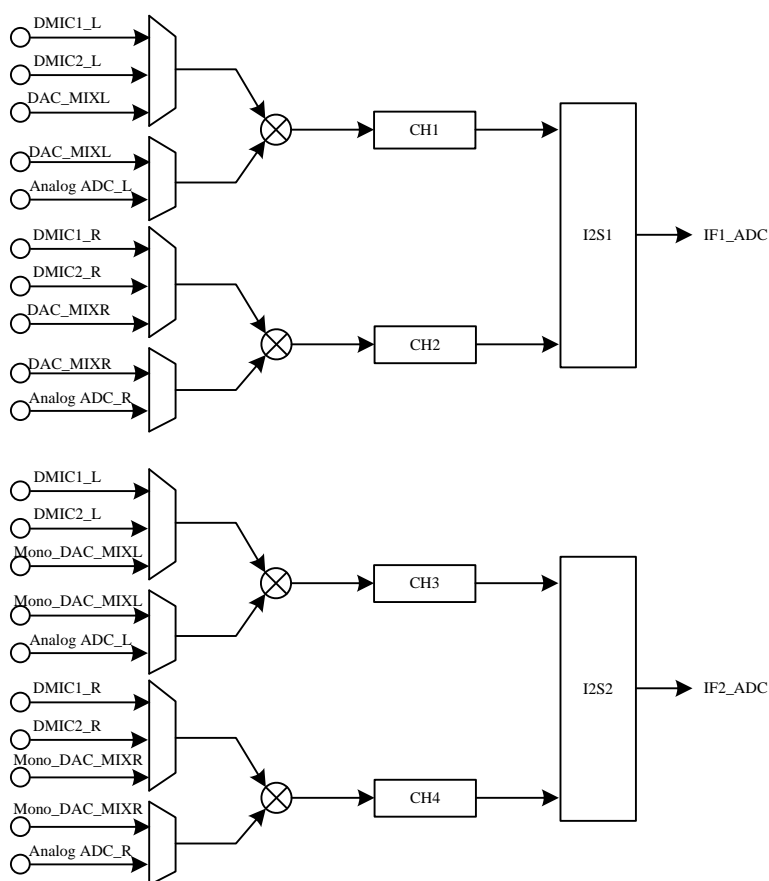 DMIC1_L
DMIC2_L
DAC_MIXL
DAC_MIXL
Analog ADC_L
CH1
DMIC1_R
DMIC2_R
DAC_MIXR
DAC_MIXR
Analog ADC_R
CH2
I2S1
IF1_ADC
DMIC1_L
DMIC2_L
Mono_DAC_MIXL
Mono_DAC_MIXL
Analog ADC_L
CH3
DMIC1_R
DMIC2_R
Mono_DAC_MIXR
Mono_DAC_MIXR
Analog ADC_R
CH4
I2S2
IF2_ADC